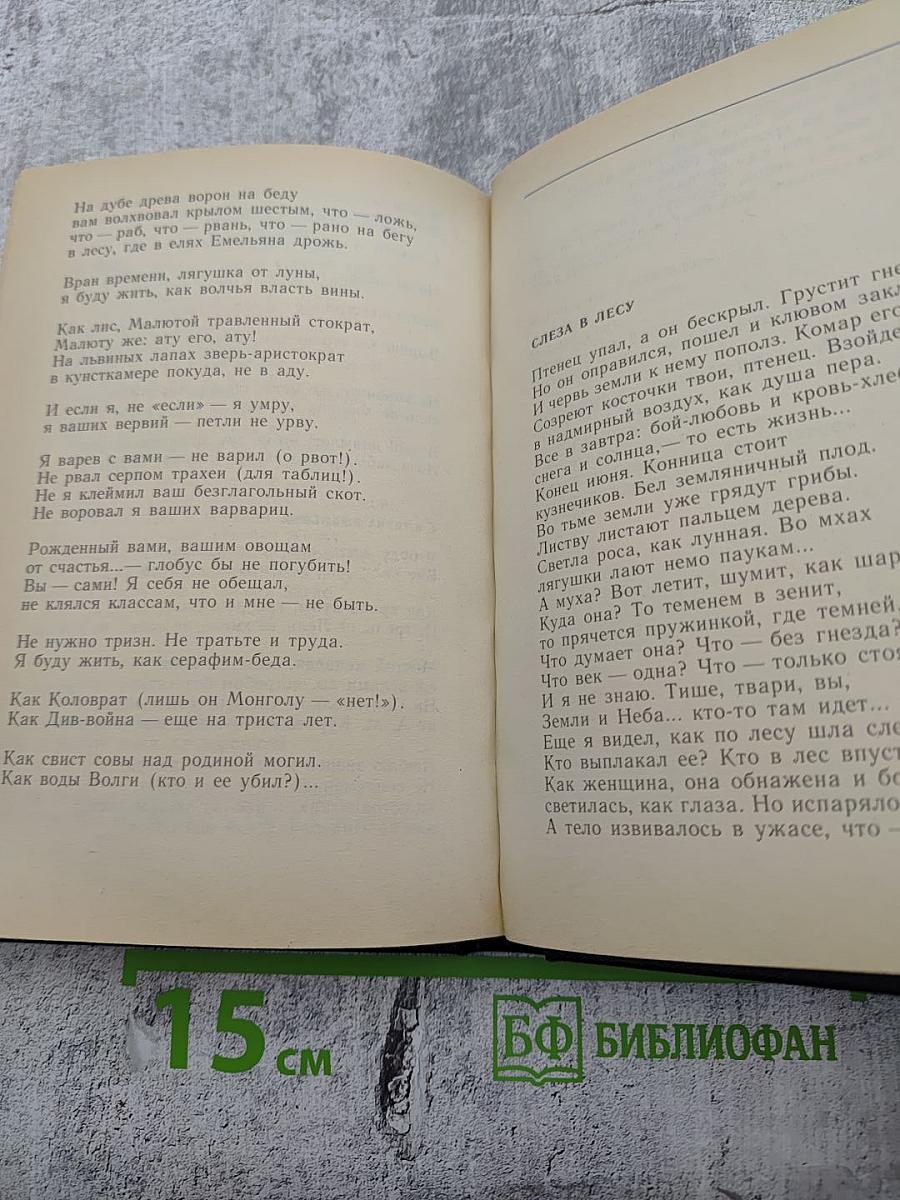 На дубе древа ворон на беду
вам волхвовал крылом шестым, что — ложь,
что — раб, что — рвань, что — рано на бегу
в лесу, где в елях Емельяна дрожь.
Вран времени, лягушка от луны,
я буду жить, как волчья власть вины.
Как лис, Малютой травленный стократ,
Малюту же: ату его, ату!
На львиных лапах зверь-аристократ
в кунсткамере покуда, не в аду.
И если я, не «если» — я умру,
я ваших вервий — петли не урву.
Я варев с вами — не варил (о рвот!).
Не рвал серпом трахеи (для таблиц!).
Не я клеймил ваш безглагольный скот.
Не воровал я ваших варвариц.
Рожденный вами, вашим овощам
от счастья...— глобус бы не погубить!
Вы — сами! Я себя не обещал,
не клялся классам, что и мне — не быть.
Не нужно тризн. Не тратьте и труда.
Я буду жить, как серафим-беда.
Как Коловрат (лишь он Монголу — «нет!»).
Как Див-война — еще на триста лет.
Как свист совы над родиной могил.
Как воды Волги (кто и ее убил?)...
СЛЕЗА В ЛЕСУ
Птенец упал, а он бескрыл. Грустит гне
Но он оправился, пошел и клювом закл
И червь земли к нему пополз. Комар его
Созреют косточки твои, птенец. Взойде
в надмирный воздух, как душа пера.
Все в завтра: бой-любовь и кровь-хлеб
снега и солнца,— то есть жизнь...
Конец июня. Конница стоит
кузнечиков. Бел земляничный плод.
Во тьме земли уже грядут грибы.
Листву листают пальцем дерева.
Светла роса, как лунная. Во мхах
лягушки лают немо паукам...
А муха? Вот летит, шумит, как шар
Куда она? То теменем в зенит,
то прячется пружинкой, где темней.
Что думает она? Что — без гнезда?
Что век — одна? Что — только стоя
И я не знаю. Тише, твари, вы,
Земли и Неба... кто-то там идет...
Еще я видел, как по лесу шла сле
Кто выплакал ее? Кто в лес впуст
Как женщина, она обнажена и бо
светилась, как глаза. Но испаряло
А тело извивалось в ужасе, что —
15 см
БФ БИБЛИОФАН